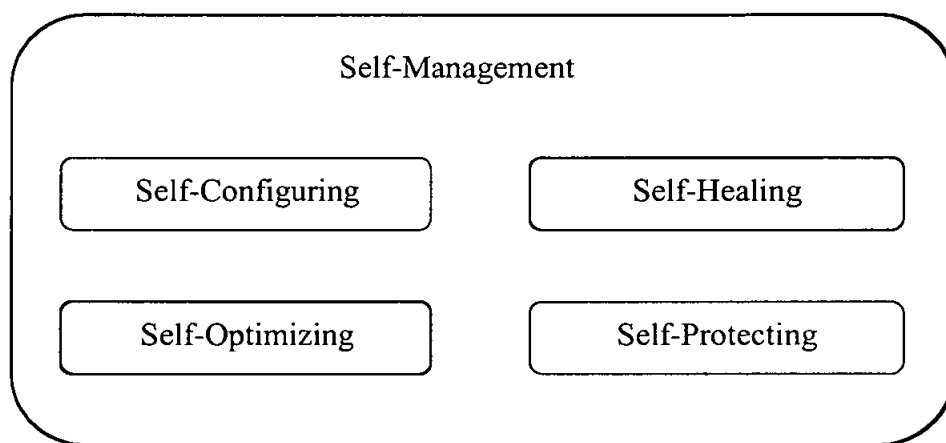 Self-Management
Self-Configuring
Self-Healing
Self-Optimizing
Self-Protecting